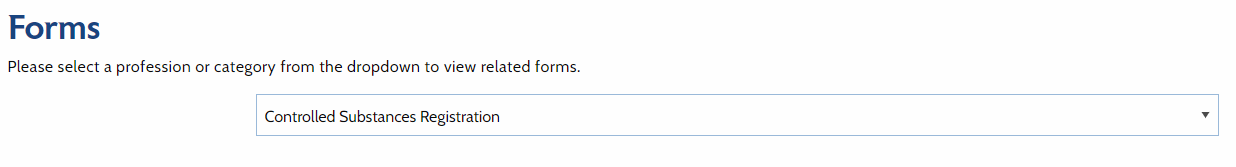 Forms
Please select a profession or category from the dropdown to view related forms.
Controlled Substances Registration